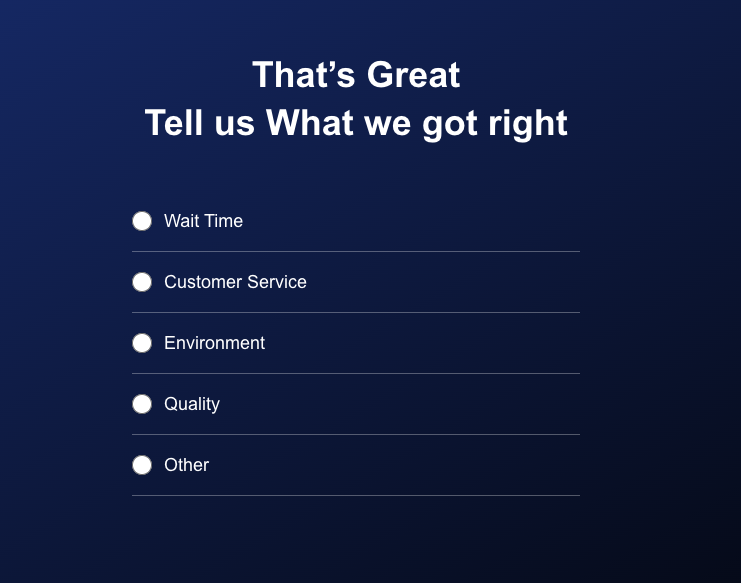 That’s Great
Tell us What we got right
Wait Time
Customer Service
Environment
Quality
Other